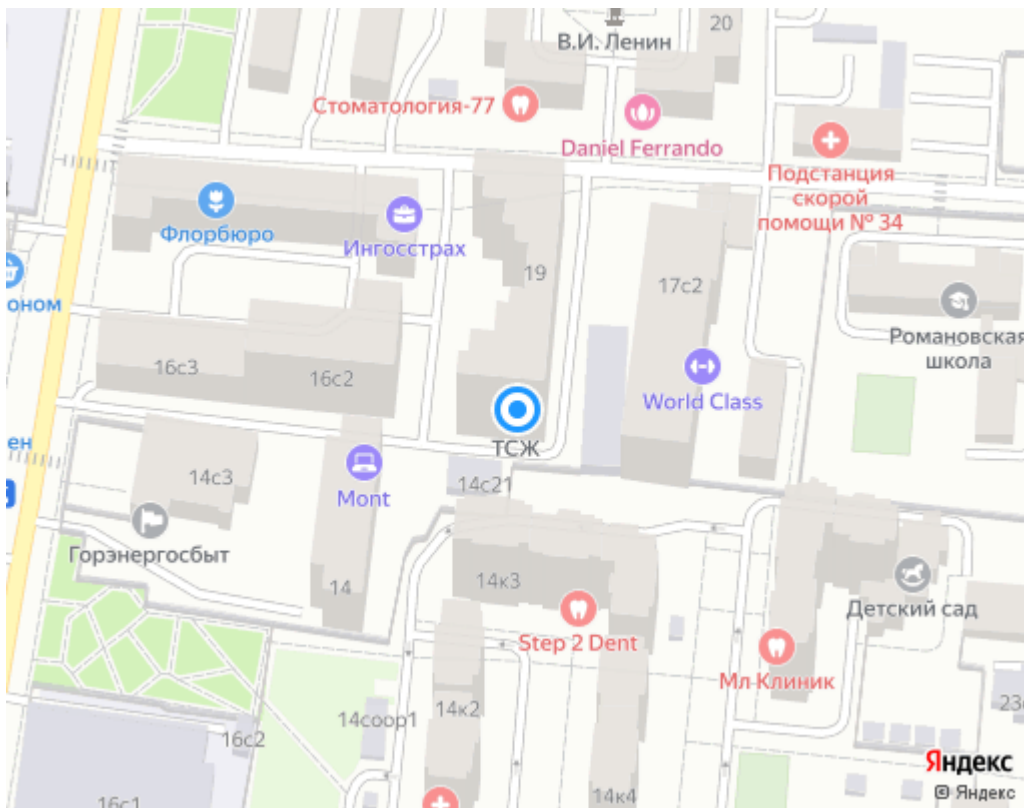 20
В.И. Ленин
Стоматология-77
Daniel Ferrando
Подстанция
скорой
помощи № 34
Флорбюро
Ингосстрах
19
17с2
оном
Романовская
школа
16с3
16с2
World Class
ен
ТСЖ
14с3
Mont
14с21
Горэнергосбыт
14
14к3
Детский сад
Step 2 Dent
Мл Клиник
14соор1
14к2
23
16с2
Яндекс
© Яндекс
14к4
16с1